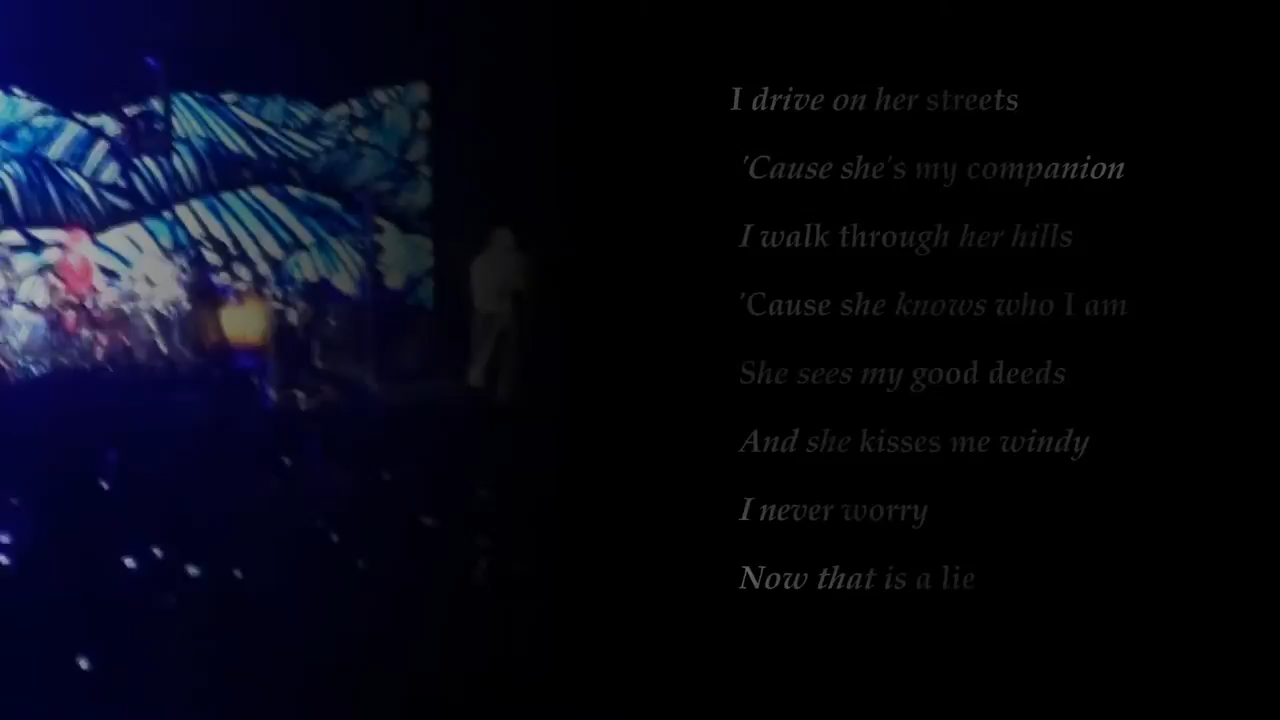 I drive on her streets
'Cause she's my companion
I walk through her hills
'Cause she knows who I am
She sees my good deeds
And she kisses me windy
I never worry
Now that is a lie